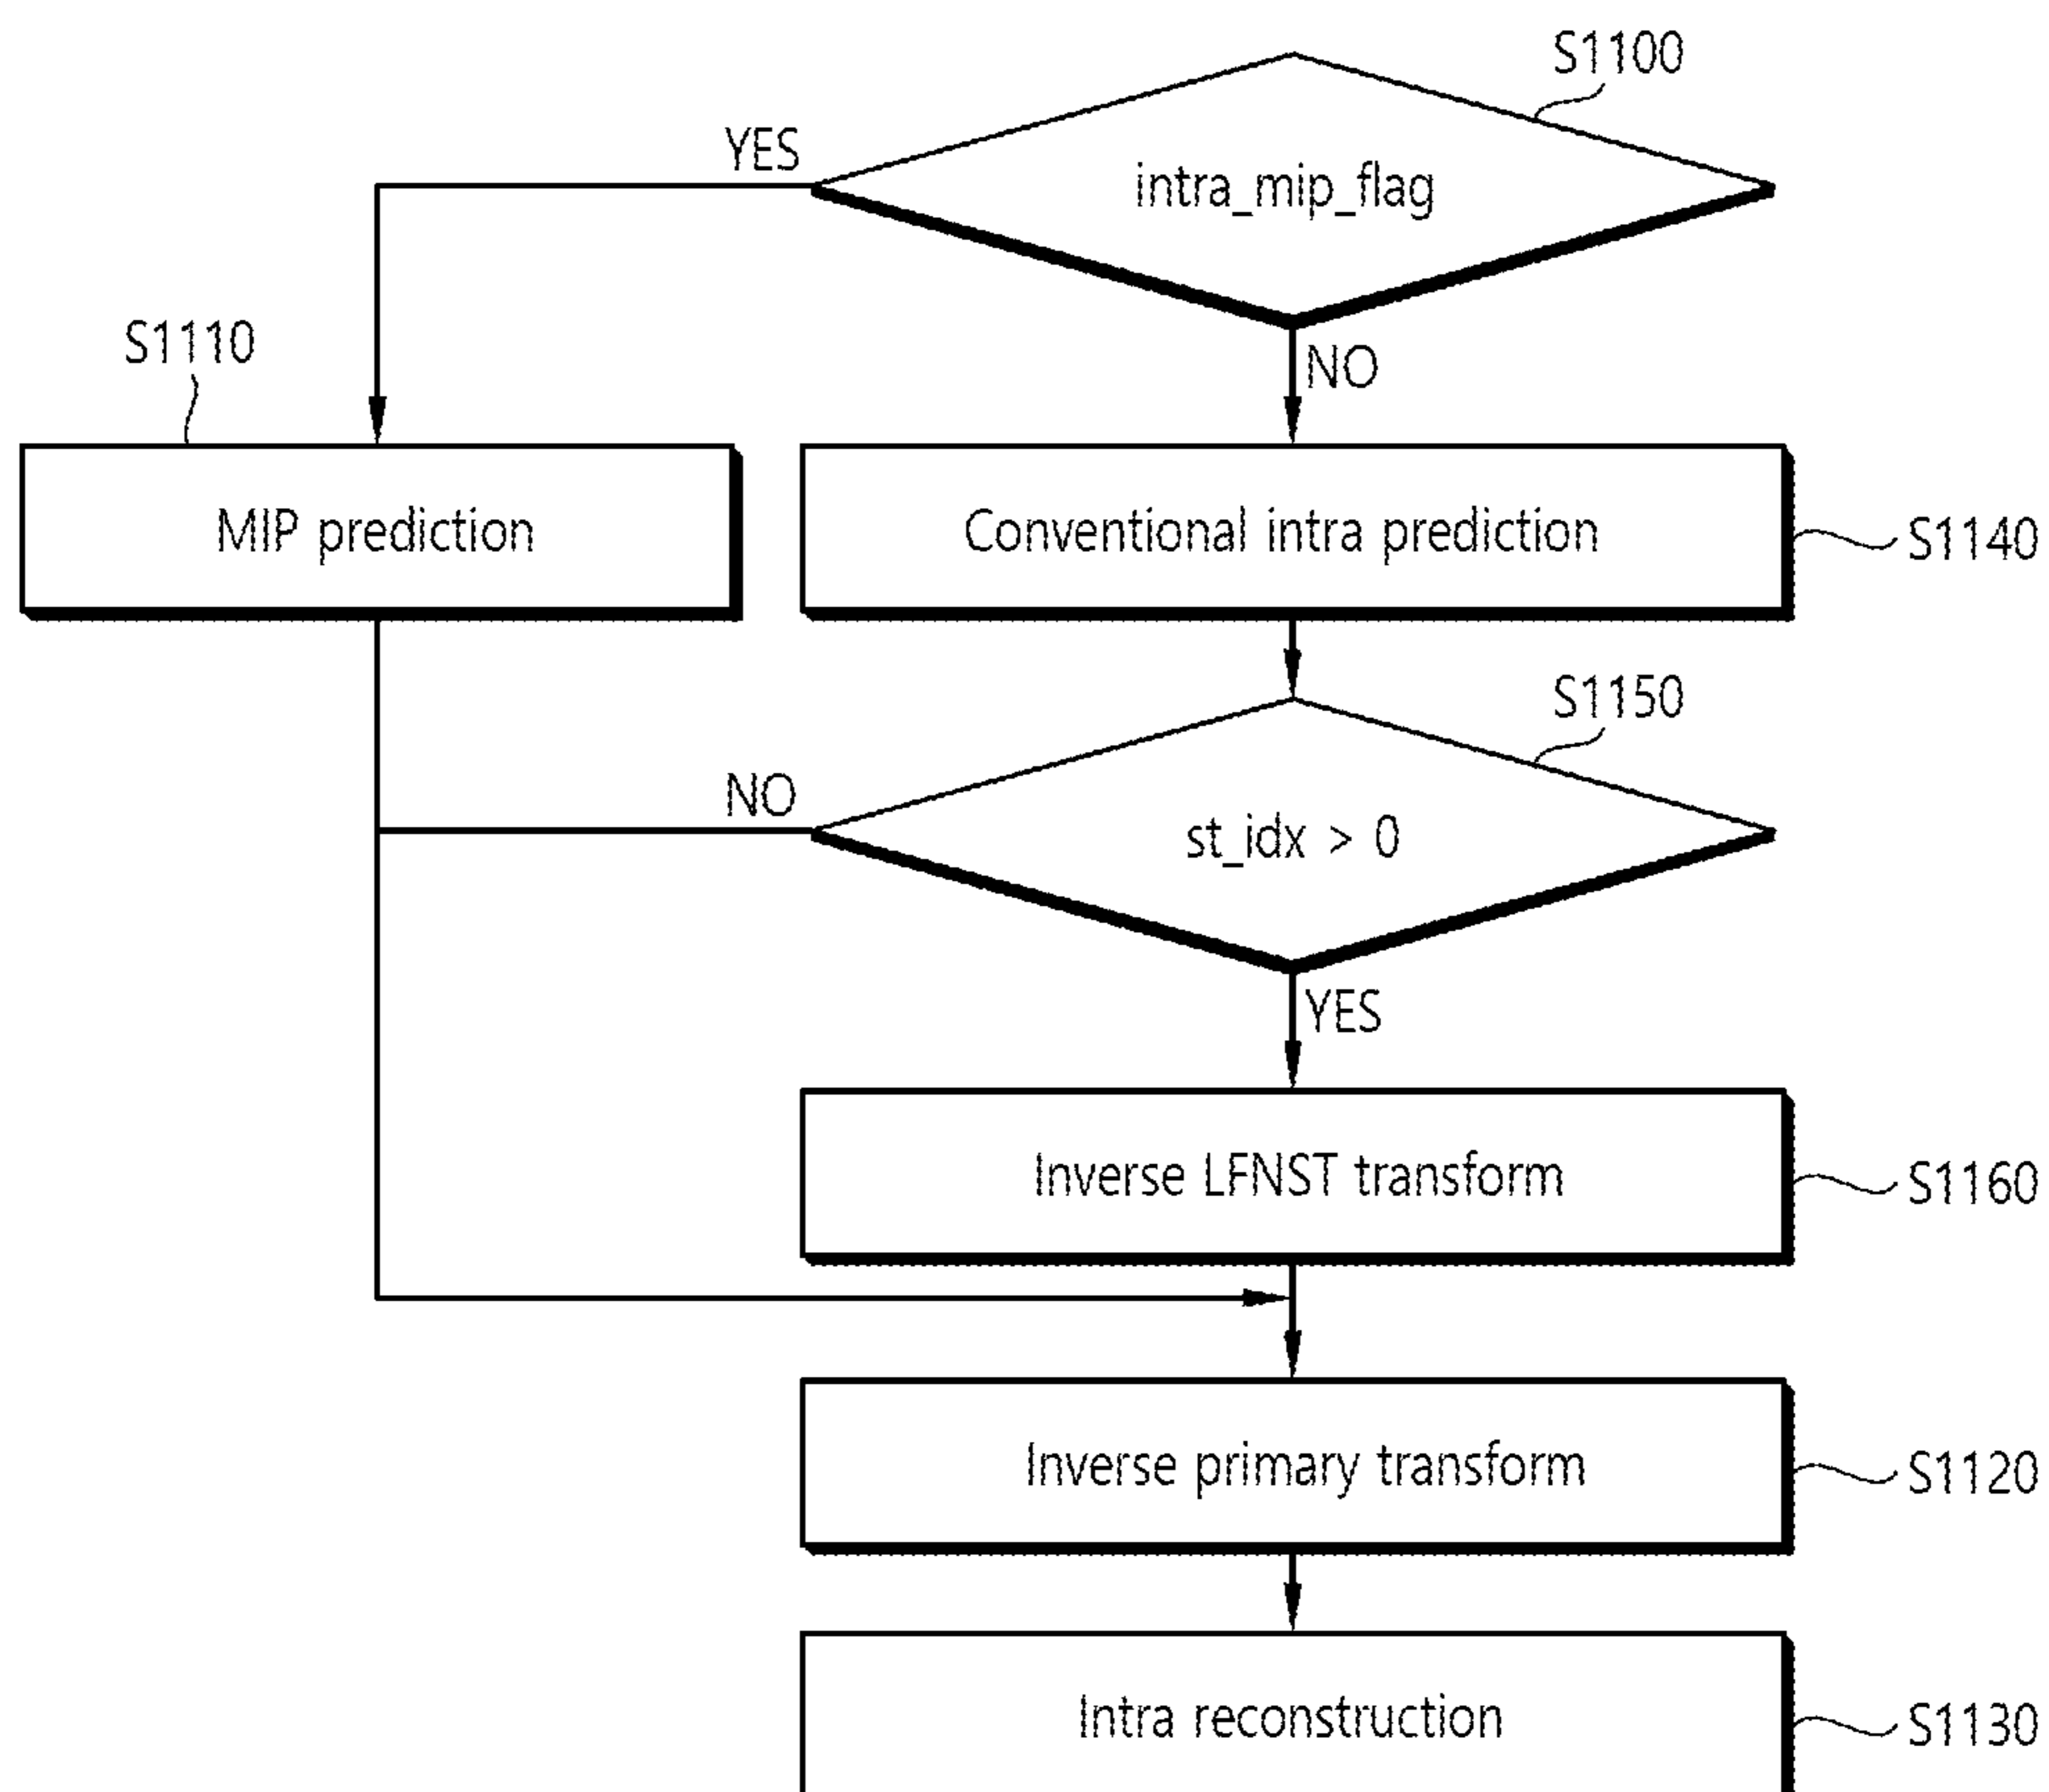 S1100
YES
intra_mip_flag
S1110
NO
MIP prediction
Conventional intra prediction
S1140
S1150
NO
st_idx > 0
YES
Inverse LFNST transform
S1160
Inverse primary transform
S1120
Intra reconstruction
S1130